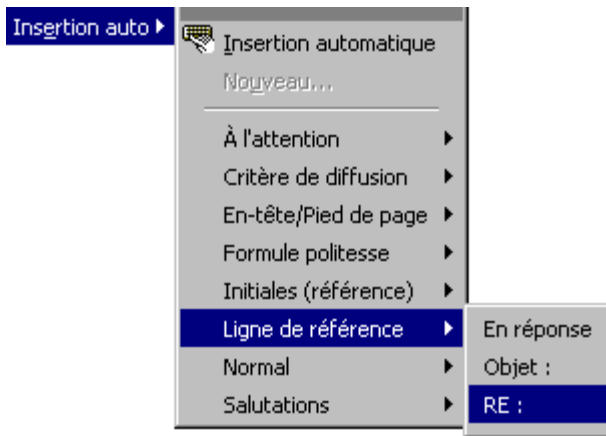 Insertion auto
Insertion automatique
Nouveau...
À l'attention
Critère de diffusion
En-tête/Pied de page
Formule politesse
Initiales (référence)
Ligne de référence
En réponse
Objet :
RE :
Normal
Salutations